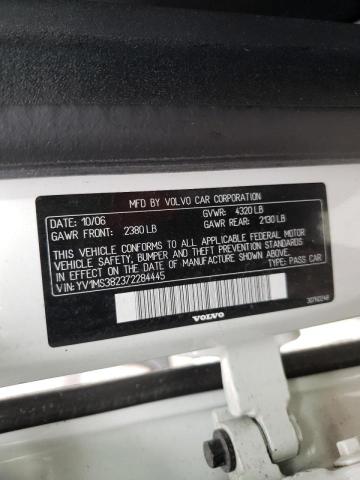 MFD BY VOLVO CAR CORPORATION
DATE: 10/06 GVWR: 4320 LB
GAWR FRONT: 2380 LB GAWR REAR: 2130 LB
THIS VEHICLE CONFORMS TO ALL APPLICABLE FEDERAL MOTOR
VEHICLE SAFETY, BUMPER AND THEFT PREVENTION STANDARDS
IN EFFECT ON THE DATE OF MANUFACTURE SHOWN ABOVE.
VIN: YV1MS382372284445 TYPE: PASS CAR
VOLVO